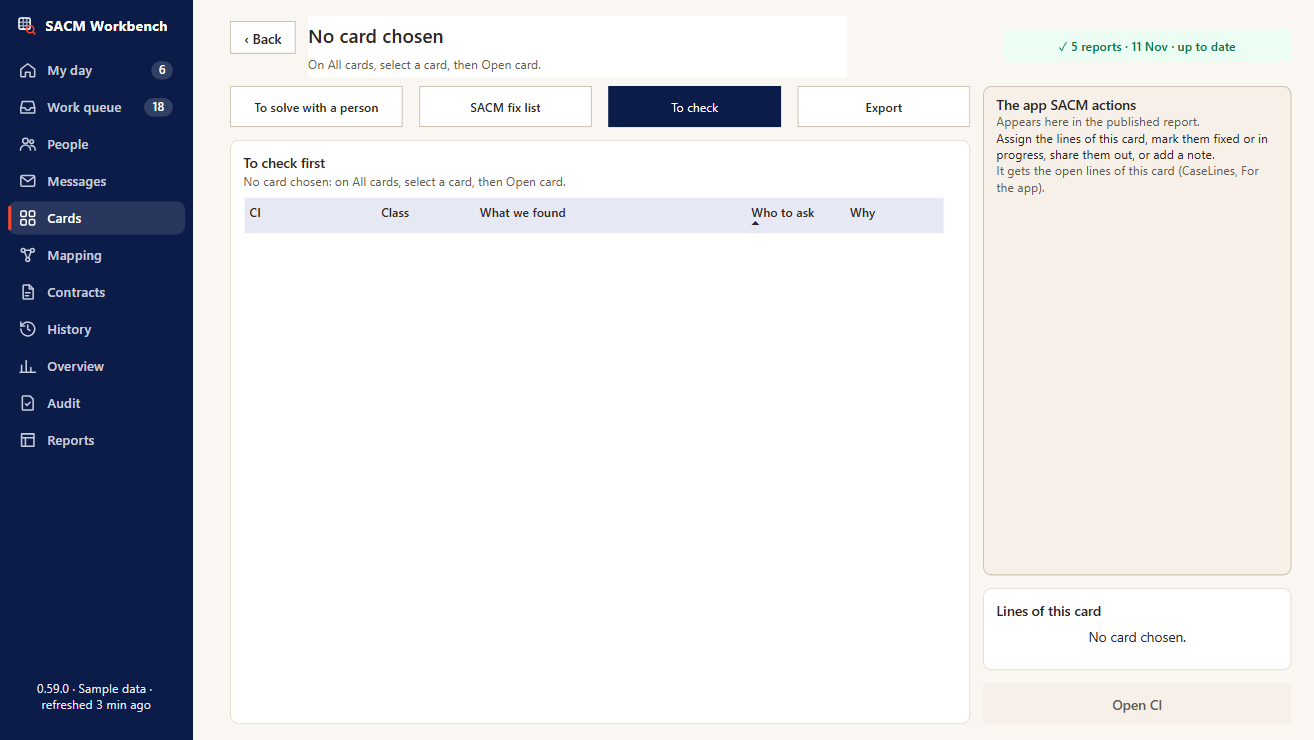 SACM Workbench
My day 6
Work queue 18
People
Messages
Cards
Mapping
Contracts
History
Overview
Audit
Reports
0.59.0 · Sample data ·
refreshed 3 min ago
‹ Back
No card chosen
On All cards, select a card, then Open card.
✓ 5 reports · 11 Nov · up to date
To solve with a person
SACM fix list
To check
Export
To check first
No card chosen: on All cards, select a card, then Open card.
CI Class What we found Who to ask Why
The app SACM actions
Appears here in the published report.
Assign the lines of this card, mark them fixed or in
progress, share them out, or add a note.
It gets the open lines of this card (CaseLines, For
the app).
Lines of this card
No card chosen.
Open CI